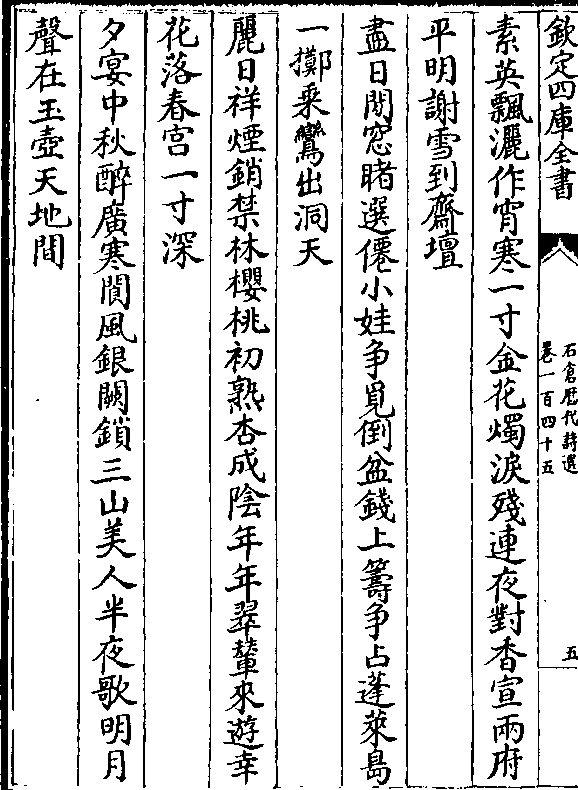 欽定四庫全書
石倉歷代詩選
卷一百四十五
五
素英飄灑作宵寒一寸金花燭淚殘連夜對香宣兩府
平明謝雪到齋壇
盡日閒窓賭選僊小娃争覓倒盆錢上籌争占蓬萊島
一擲乘鸞出洞天
麗日祥煙鎖禁林櫻桃初熟杏成陰年年翠輦來遊幸
花落春宫一寸深
夕宴中秋醉廣寒閬風銀闕鎖三山美人半夜歌明月
聲在玉壺天地間